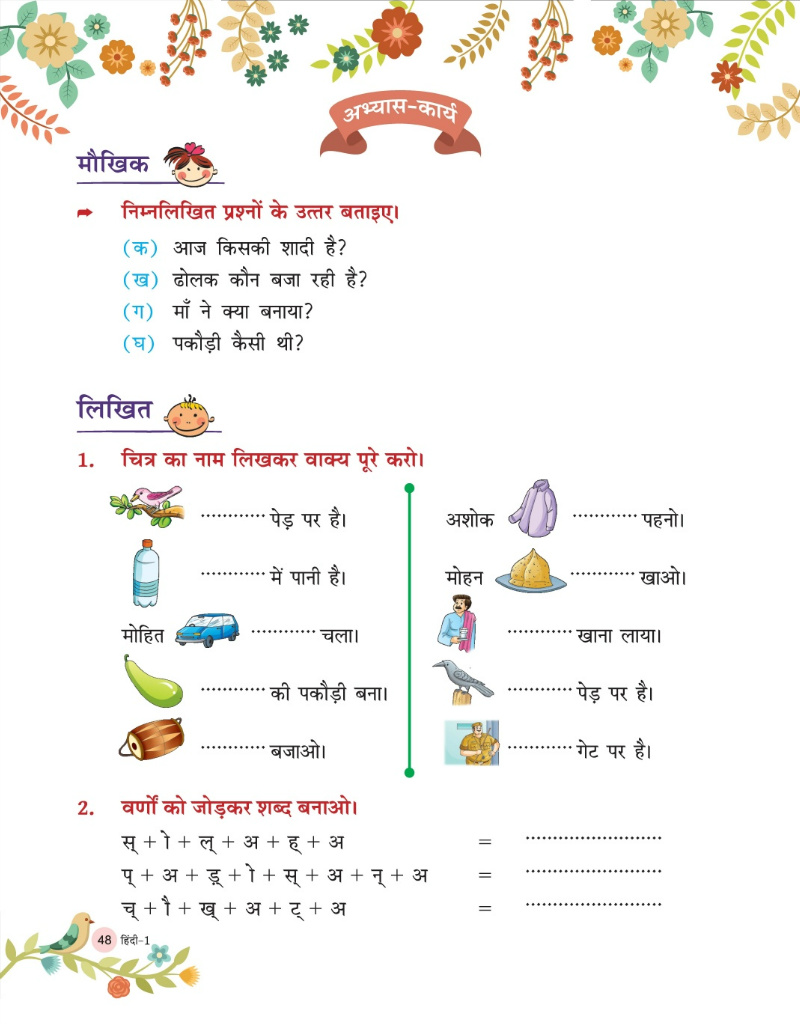 अभ्यास-कार्य
मौखिक
➦ निम्नलिखित प्रश्नों के उत्तर बताइए।
(क) आज किसकी शादी है?
(ख) ढोलक कौन बजा रही है?
(ग) माँ ने क्या बनाया?
(घ) पकौड़ी कैसी थी?
लिखित
1. चित्र का नाम लिखकर वाक्य पूरे करो।
............ पेड़ पर है।
............ में पानी है।
मोहित ............ चला।
............ की पकौड़ी बना।
............ बजाओ।
अशोक ............ पहनो।
मोहन ............ खाओ।
............ खाना लाया।
............ पेड़ पर है।
............ गेट पर है।
2. वर्णों को जोड़कर शब्द बनाओ।
स् + ो + ल् + अ + ह् + अ = ..........................
प् + अ + ड़् + ो + स् + अ + न् + अ = ..........................
च् + ौ + ख् + अ + ट् + अ = ..........................
48 हिंदी-1